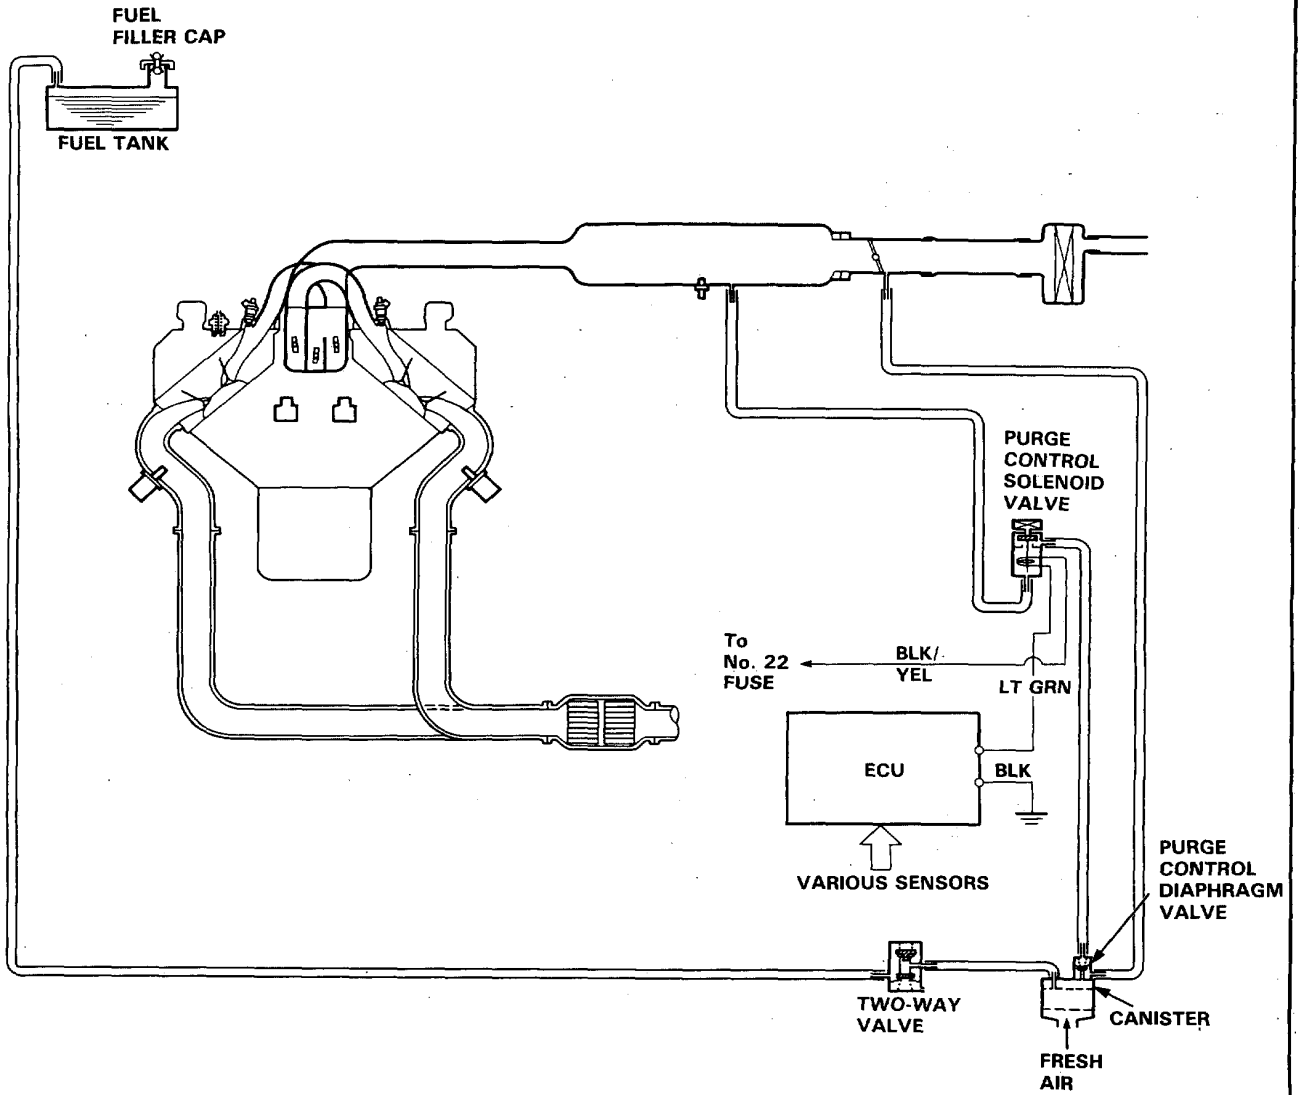 FUEL
FILLER CAP
FUEL TANK
PURGE
CONTROL
SOLENOID
VALVE
To
No. 22
FUSE
BLK/
YEL
LT GRN
ECU
BLK
VARIOUS SENSORS
PURGE
CONTROL
DIAPHRAGM
VALVE
TWO-WAY
VALVE
CANISTER
FRESH
AIR